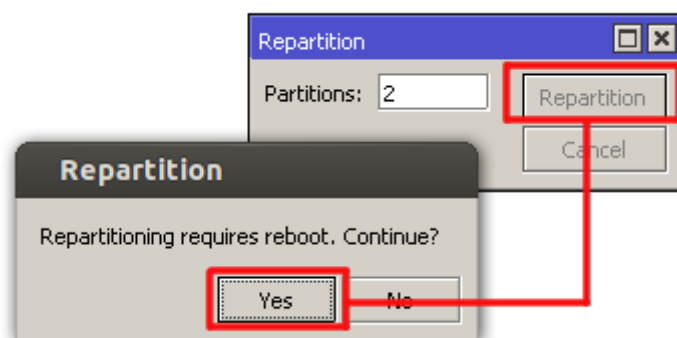 Repartition
Partitions: 2
Repartition
Cancel
Repartition
Repartitioning requires reboot. Continue?
Yes
No